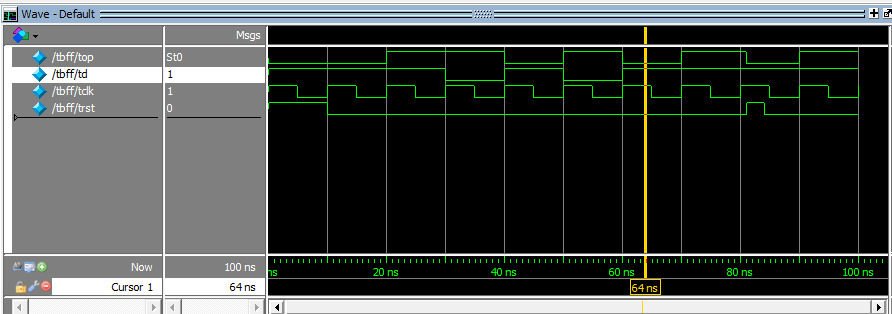 Wave - Default
Msgs
/tbff/top St0
/tbff/td 1
/tbff/tclk 1
/tbff/trst 0
Now 100 ns ns 20 ns 40 ns 60 ns 80 ns 100 ns
Cursor 1 64 ns 64 ns